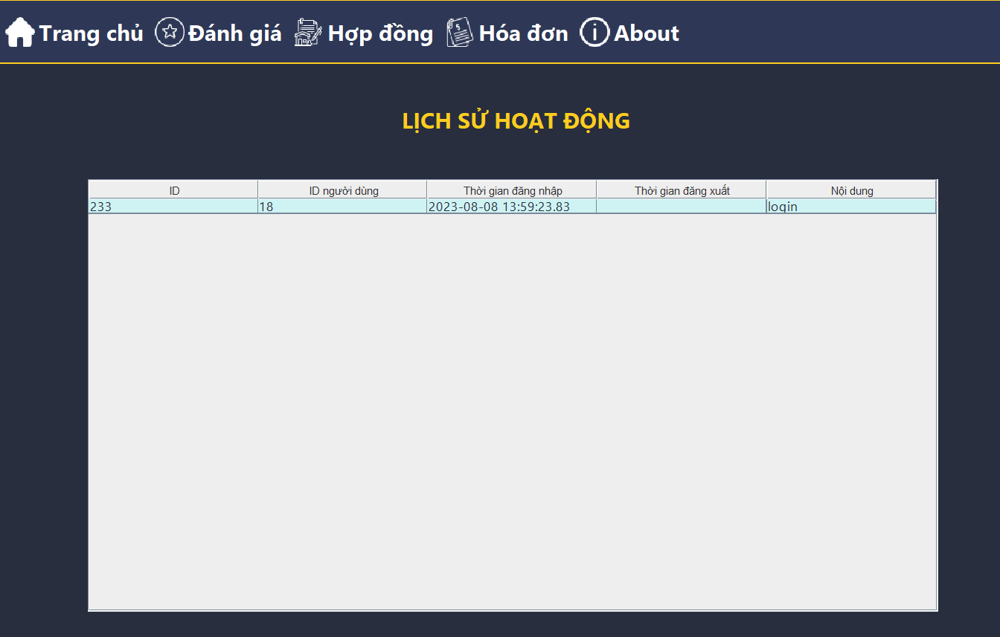 Trang chủ Đánh giá Hợp đồng Hóa đơn About
LỊCH SỬ HOẠT ĐỘNG
ID ID người dùng Thời gian đăng nhập Thời gian đăng xuất Nội dung
233 18 2023-08-08 13:59:23.83 login